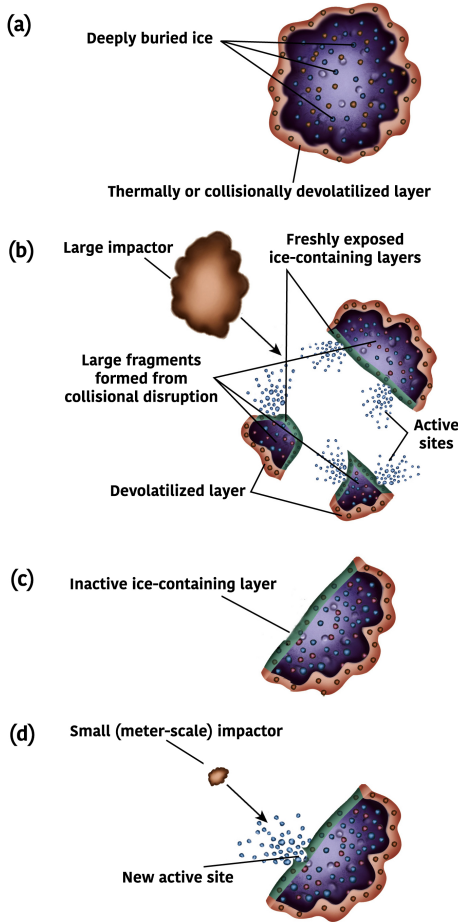 (a)
Deeply buried ice
Thermally or collisionally devolatilized layer
(b)
Large impactor
Freshly exposed
ice-containing layers
Large fragments
formed from
collisional disruption
Active
sites
Devolatilized layer
(c)
Inactive ice-containing layer
(d)
Small (meter-scale) impactor
New active site